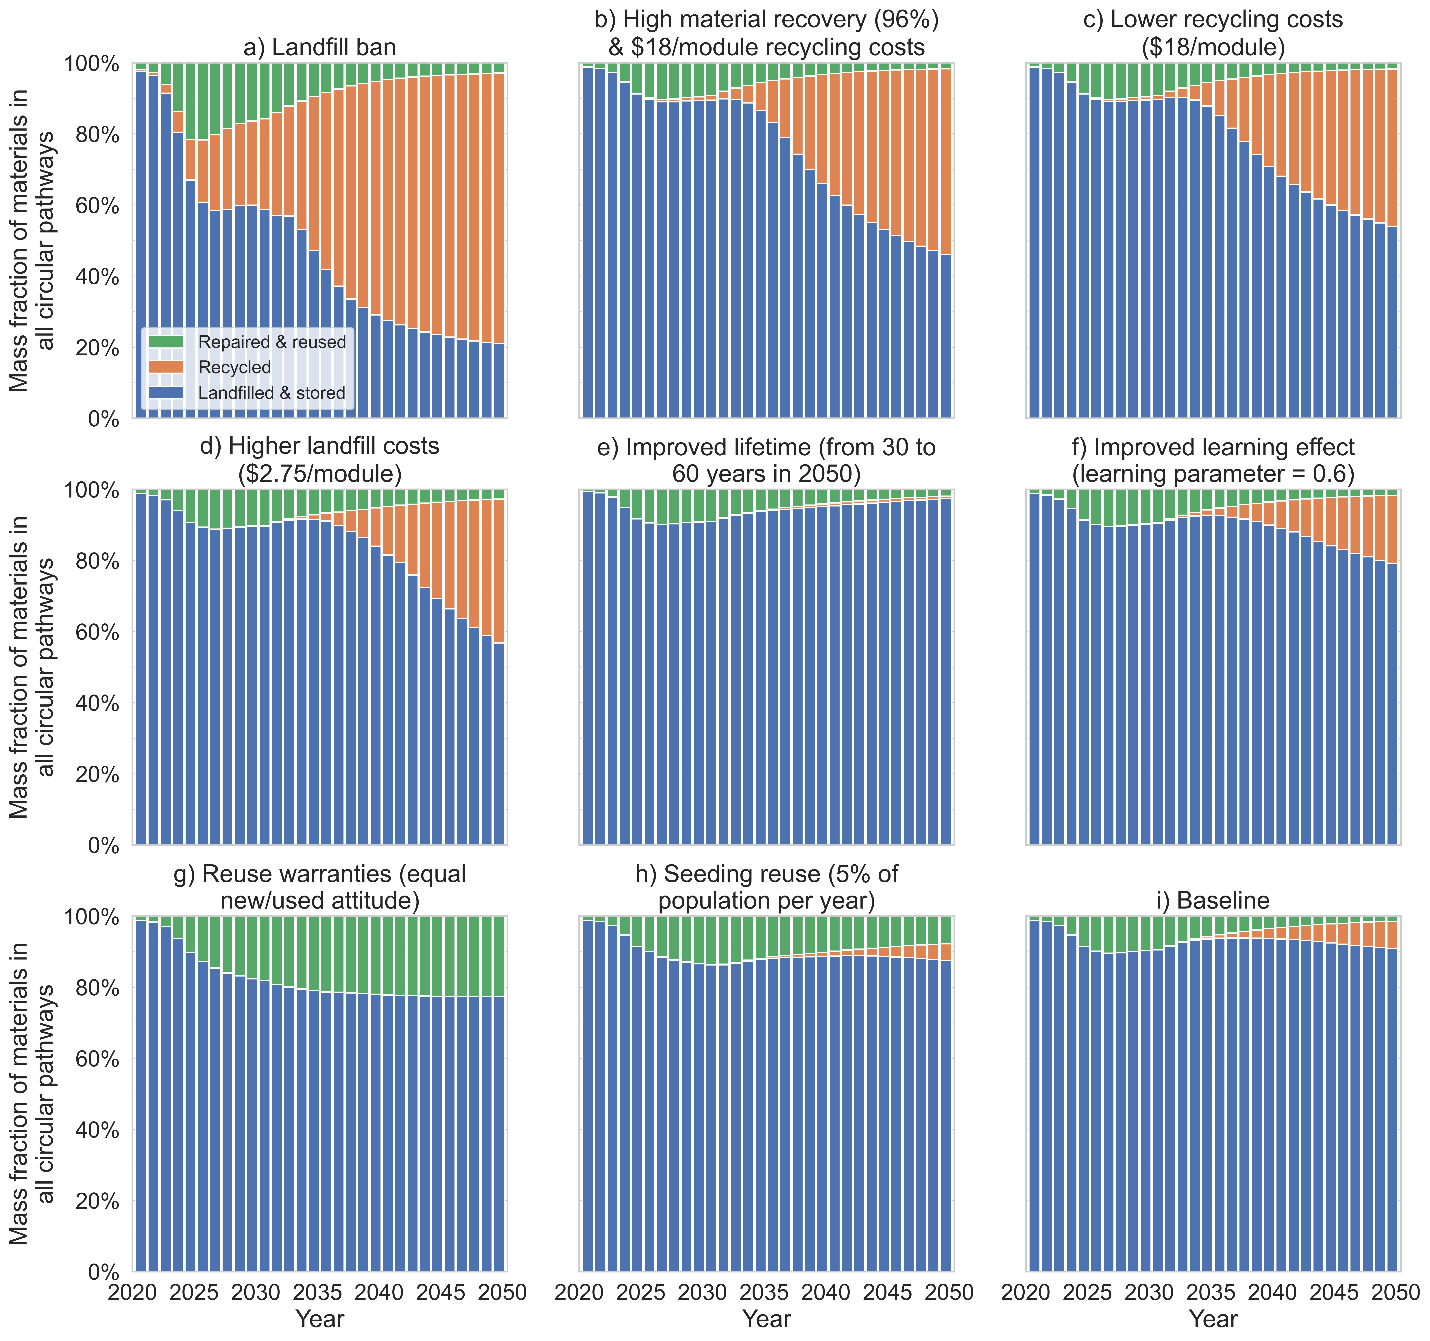 a) Landfill ban
b) High material recovery (96%)
& $18/module recycling costs
c) Lower recycling costs
($18/module)
Mass fraction of materials in
all circular pathways
100%
80%
60%
40%
20%
0%
Repaired & reused
Recycled
Landfilled & stored
d) Higher landfill costs
($2.75/module)
e) Improved lifetime (from 30 to
60 years in 2050)
f) Improved learning effect
(learning parameter = 0.6)
Mass fraction of materials in
all circular pathways
100%
80%
60%
40%
20%
0%
g) Reuse warranties (equal
new/used attitude)
h) Seeding reuse (5% of
population per year)
i) Baseline
Mass fraction of materials in
all circular pathways
100%
80%
60%
40%
20%
0%
2020 2025 2030 2035 2040 2045 2050
Year
2020 2025 2030 2035 2040 2045 2050
Year
2020 2025 2030 2035 2040 2045 2050
Year